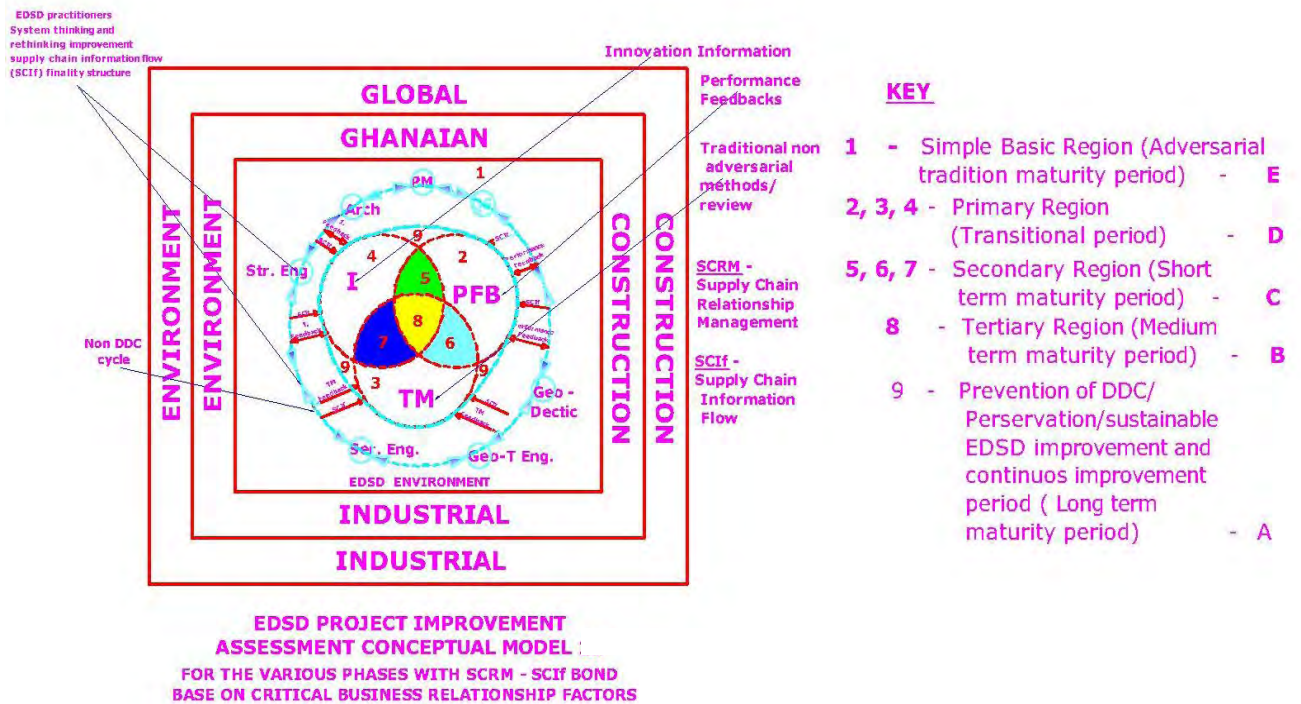 EDSD practitioners
System thinking and
rethinking improvement
supply chain information flow
(SCIf) finality structure
Innovation Information
Performance
Feedbacks
Traditional non
adversarial
methods/
review
SCRM -
Supply Chain
Relationship
Management
SCIf -
Supply Chain
Information
Flow
Non DDC
cycle
GLOBAL
GHANAIAN
ENVIRONMENT
ENVIRONMENT
CONSTRUCTION
CONSTRUCTION
PM
1
Arch
9
4
2
SCIf
Str. Eng
I
5
PFB
SCIf
8
7
6
9
3
9
TM
Geo -
Dectic
Ser. Eng.
Geo-T Eng.
EDSD ENVIRONMENT
INDUSTRIAL
INDUSTRIAL
KEY
1 - Simple Basic Region (Adversarial
tradition maturity period) - E
2, 3, 4 - Primary Region
(Transitional period) - D
5, 6, 7 - Secondary Region (Short
term maturity period) - C
8 - Tertiary Region (Medium
term maturity period) - B
9 - Prevention of DDC/
Perservation/sustainable
EDSD improvement and
continuos improvement
period ( Long term
maturity period) - A
EDSD PROJECT IMPROVEMENT
ASSESSMENT CONCEPTUAL MODEL
FOR THE VARIOUS PHASES WITH SCRM - SCIf BOND
BASE ON CRITICAL BUSINESS RELATIONSHIP FACTORS